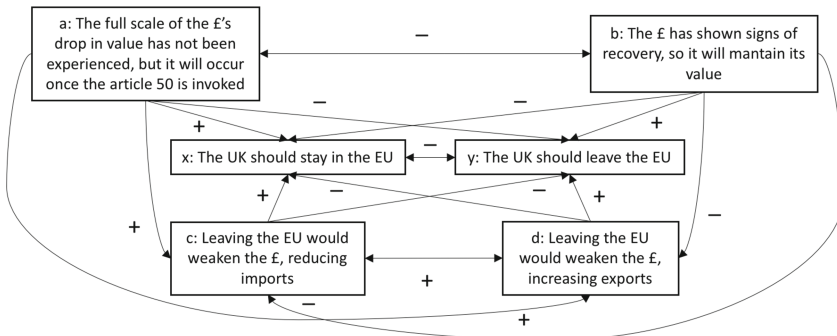 a: The full scale of the £'s
drop in value has not been
experienced, but it will occur
once the article 50 is invoked
−
b: The £ has shown signs of
recovery, so it will mantain its
value
−
−
+
+
x: The UK should stay in the EU
−
y: The UK should leave the EU
+
−
−
+
+
−
c: Leaving the EU would
weaken the £, reducing
imports
+
d: Leaving the EU
would weaken the £,
increasing exports
−
+